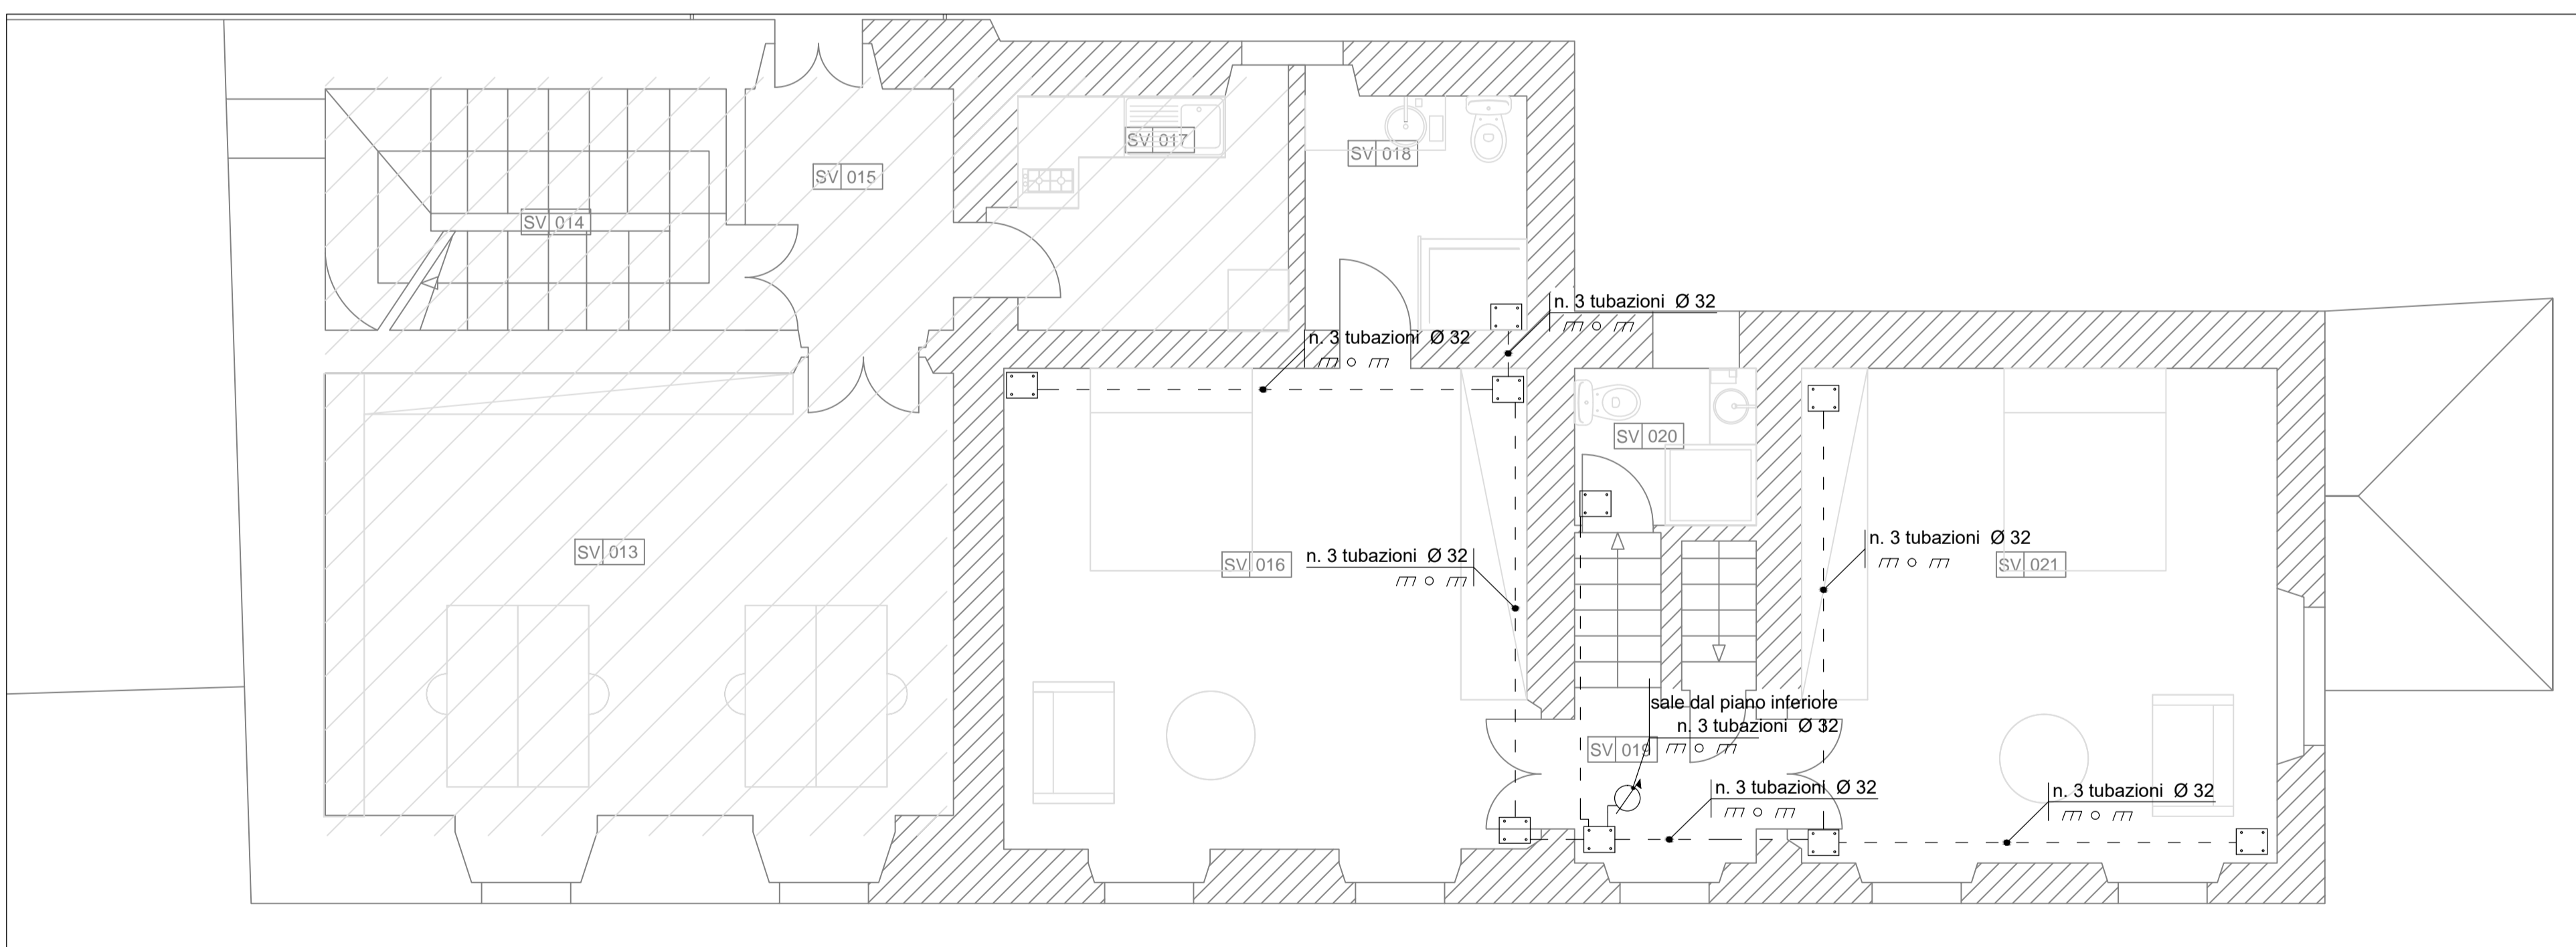 SV 017
SV 018
SV 015
SV 014
n. 3 tubazioni Ø 32
n. 3 tubazioni Ø 32
SV 020
n. 3 tubazioni Ø 32
SV 013
n. 3 tubazioni Ø 32
SV 016
SV 021
sale dal piano inferiore
n. 3 tubazioni Ø 32
SV 019
n. 3 tubazioni Ø 32
n. 3 tubazioni Ø 32